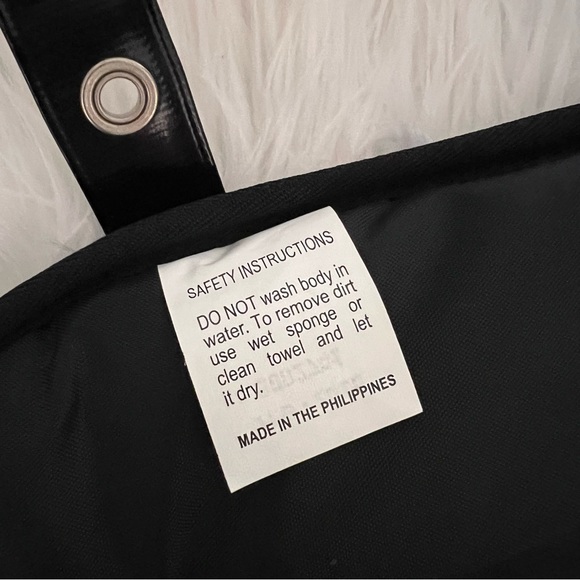 SAFETY INSTRUCTIONS
DO NOT wash body in
water. To remove dirt
use wet sponge or
clean towel and let
it dry.
MADE IN THE PHILIPPINES